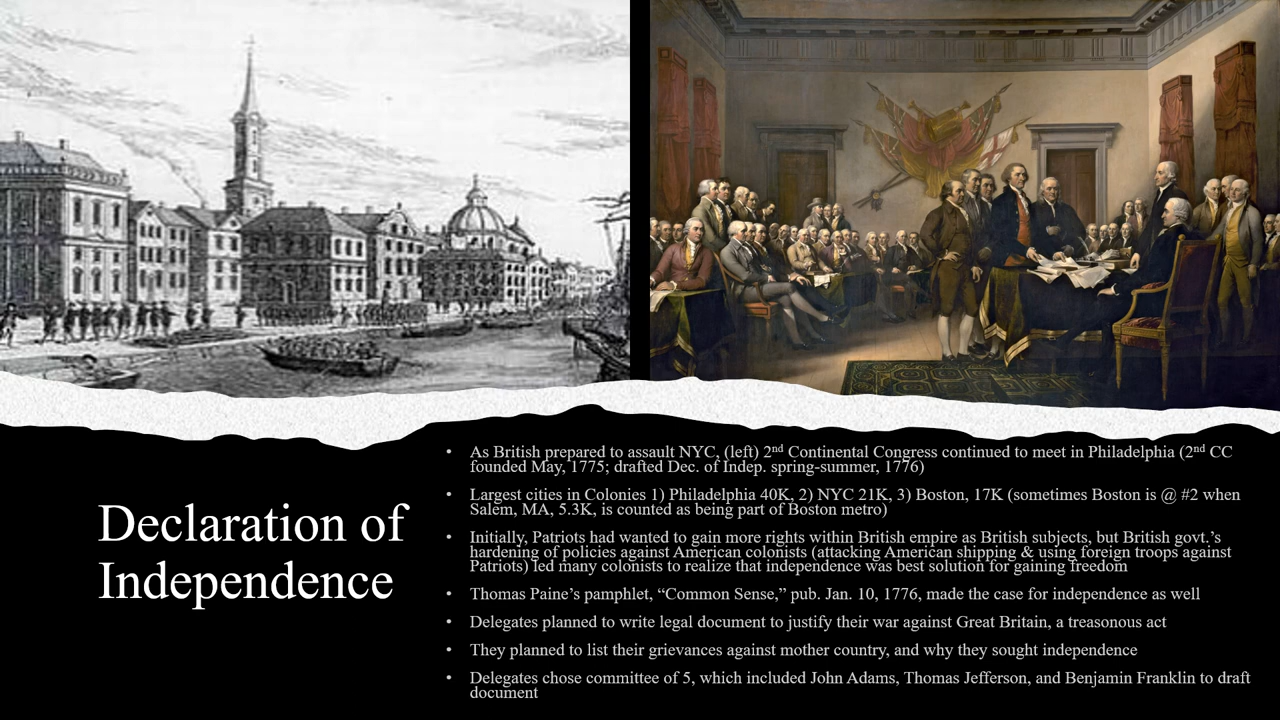 Declaration of
Independence
• As British prepared to assault NYC, (left) 2nd Continental Congress continued to meet in Philadelphia (2nd CC
founded May, 1775; drafted Dec. of Indep. spring-summer, 1776)
• Largest cities in Colonies 1) Philadelphia 40K, 2) NYC 21K, 3) Boston, 17K (sometimes Boston is @ #2 when
Salem, MA, 5.3K, is counted as being part of Boston metro)
• Initially, Patriots had wanted to gain more rights within British empire as British subjects, but British govt.’s
hardening of policies against American colonists (attacking American shipping & using foreign troops against
Patriots) led many colonists to realize that independence was best solution for gaining freedom
• Thomas Paine’s pamphlet, “Common Sense,” pub. Jan. 10, 1776, made the case for independence as well
• Delegates planned to write legal document to justify their war against Great Britain, a treasonous act
• They planned to list their grievances against mother country, and why they sought independence
• Delegates chose committee of 5, which included John Adams, Thomas Jefferson, and Benjamin Franklin to draft
document